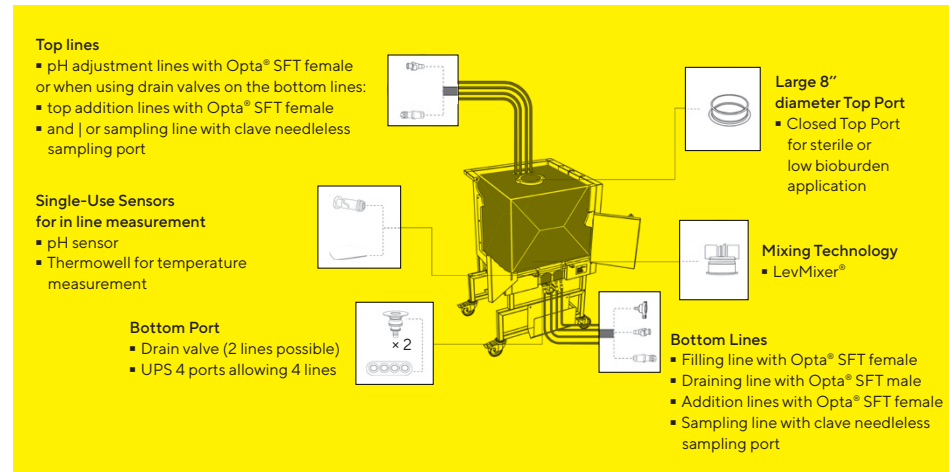 Top lines
▪ pH adjustment lines with Opta® SFT female
or when using drain valves on the bottom lines:
▪ top addition lines with Opta® SFT female
▪ and | or sampling line with clave needleless
sampling port
Single-Use Sensors
for in line measurement
▪ pH sensor
▪ Thermowell for temperature
measurement
Bottom Port
▪ Drain valve (2 lines possible)
▪ UPS 4 ports allowing 4 lines
× 2
Large 8″
diameter Top Port
▪ Closed Top Port
for sterile or
low bioburden
application
Mixing Technology
▪ LevMixer®
Bottom Lines
▪ Filling line with Opta® SFT female
▪ Draining line with Opta® SFT male
▪ Addition lines with Opta® SFT female
▪ Sampling line with clave needleless
sampling port